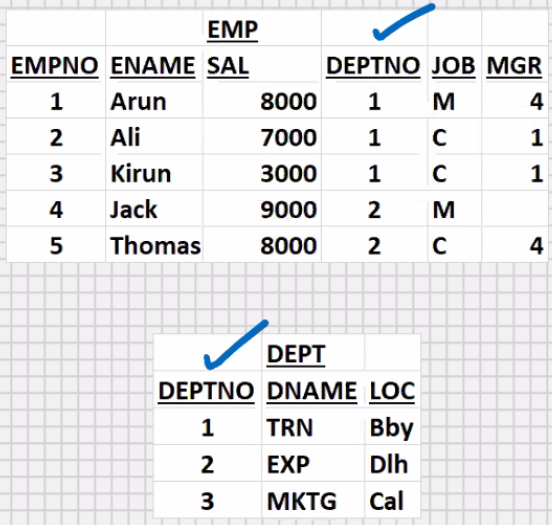 EMP
EMPNO ENAME SAL DEPTNO JOB MGR
1 Arun 8000 1 M 4
2 Ali 7000 1 C 1
3 Kirun 3000 1 C 1
4 Jack 9000 2 M
5 Thomas 8000 2 C 4
DEPT
DEPTNO DNAME LOC
1 TRN Bby
2 EXP Dlh
3 MKTG Cal